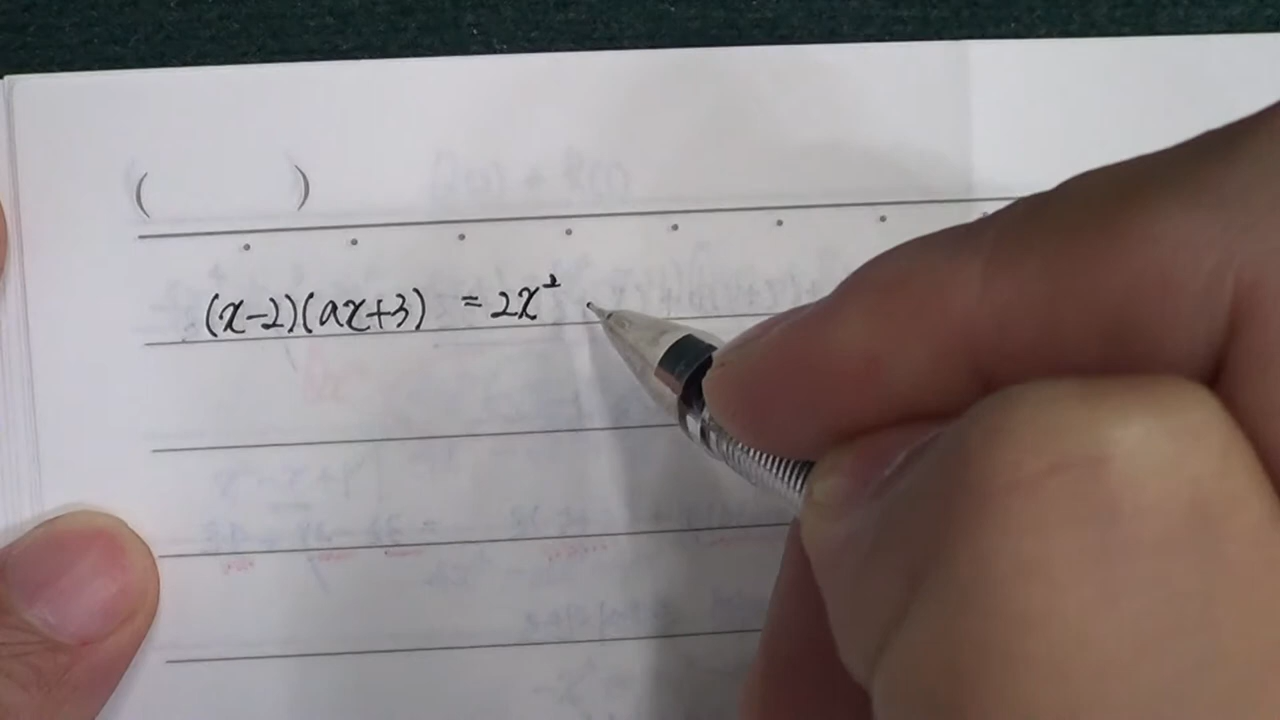 ( )
(x-2)(ax+3) = 2x²